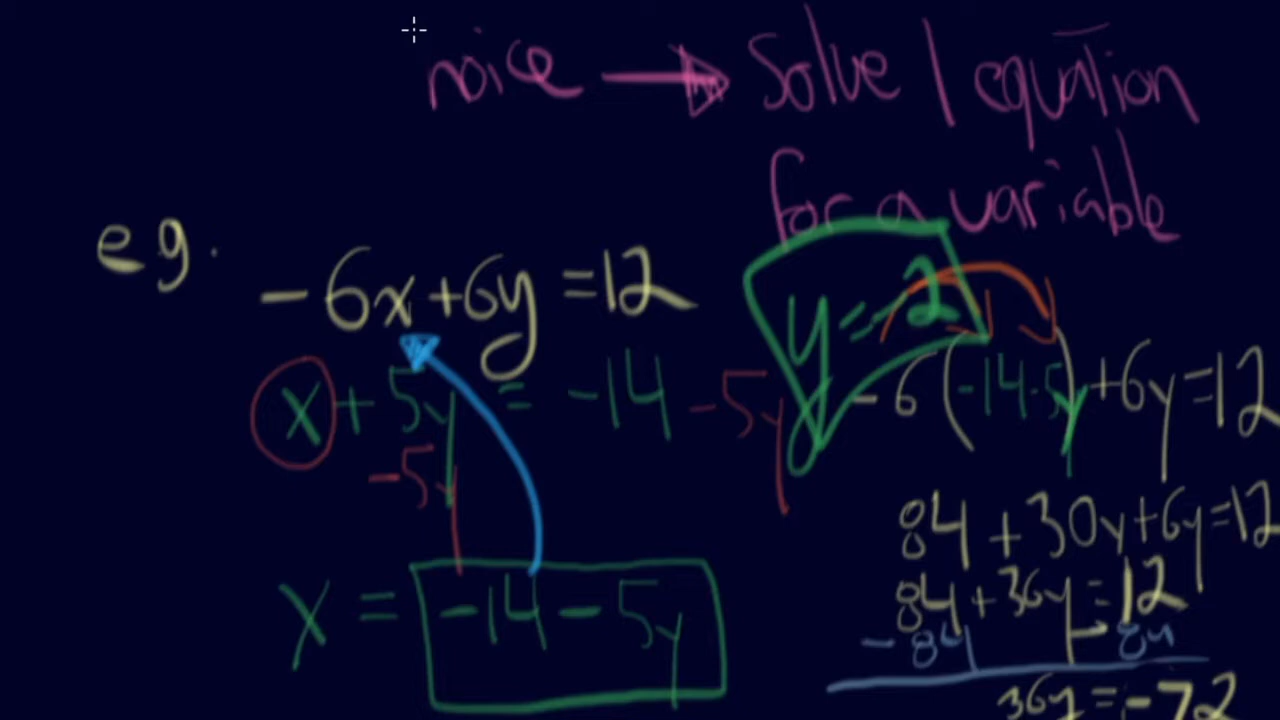 noice → Solve 1 equation
for a variable
eg. -6x+6y=12
x+5y = -14-5y
-5y
x = -14-5y
y=-2
-6(-14-5y)+6y=12
84+30y+6y=12
84+36y=12
-84 -84
36y=-72